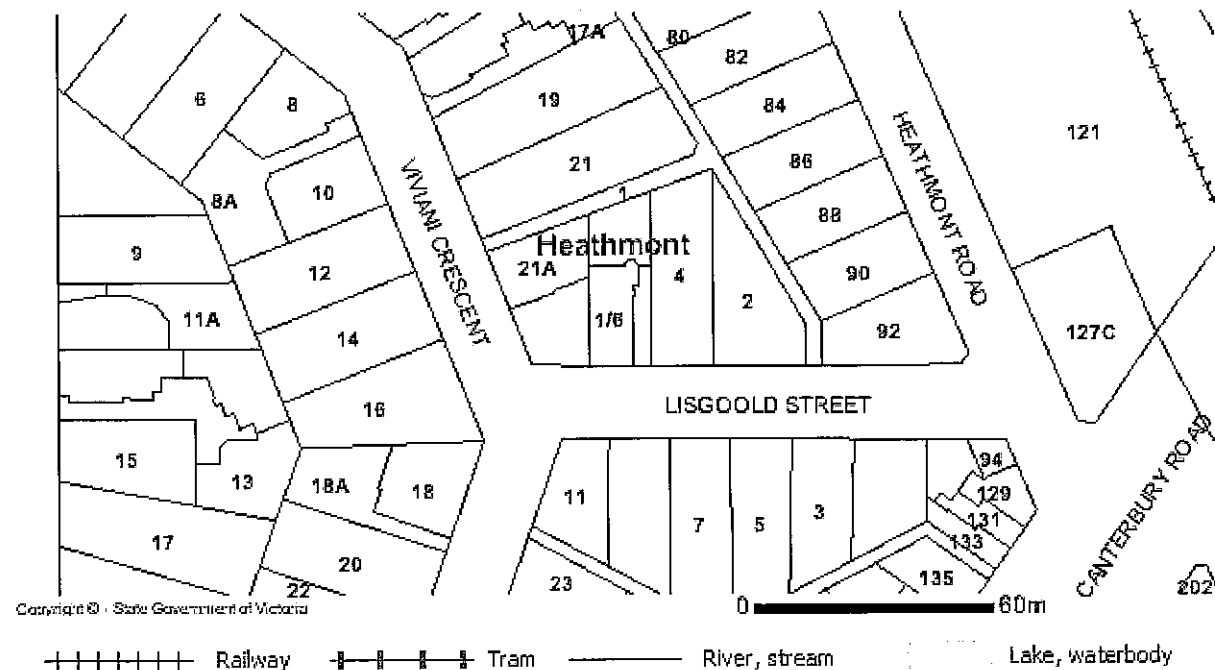 17A
80
82
6
8
19
84
121
HEATHMONT ROAD
86
21
VIVIANI CRESCENT
10
8A
1
88
9
Heathmont
21A
4
90
12
2
11A
1/6
92
127C
14
LISGOOLD STREET
16
CANTERBURY ROAD
15
13
18A
18
11
7
5
3
94
129
131
133
17
20
22
23
135
202
Copyright © - State Government of Victoria
0 60m
Railway Tram River, stream Lake, waterbody